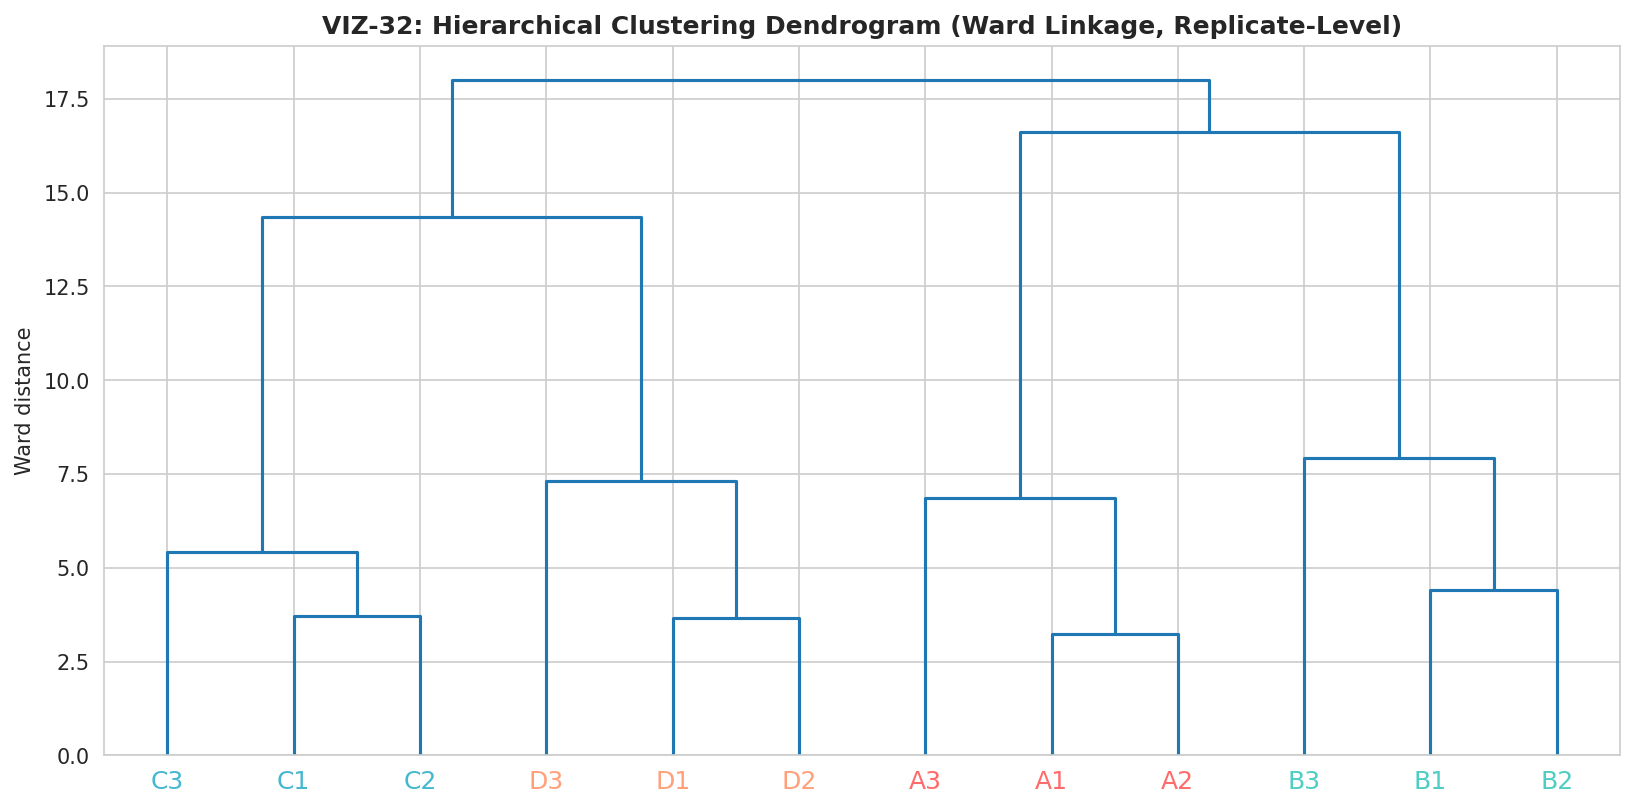 VIZ-32: Hierarchical Clustering Dendrogram (Ward Linkage, Replicate-Level)
Ward distance
17.5
15.0
12.5
10.0
7.5
5.0
2.5
0.0
C3 C1 C2 D3 D1 D2 A3 A1 A2 B3 B1 B2